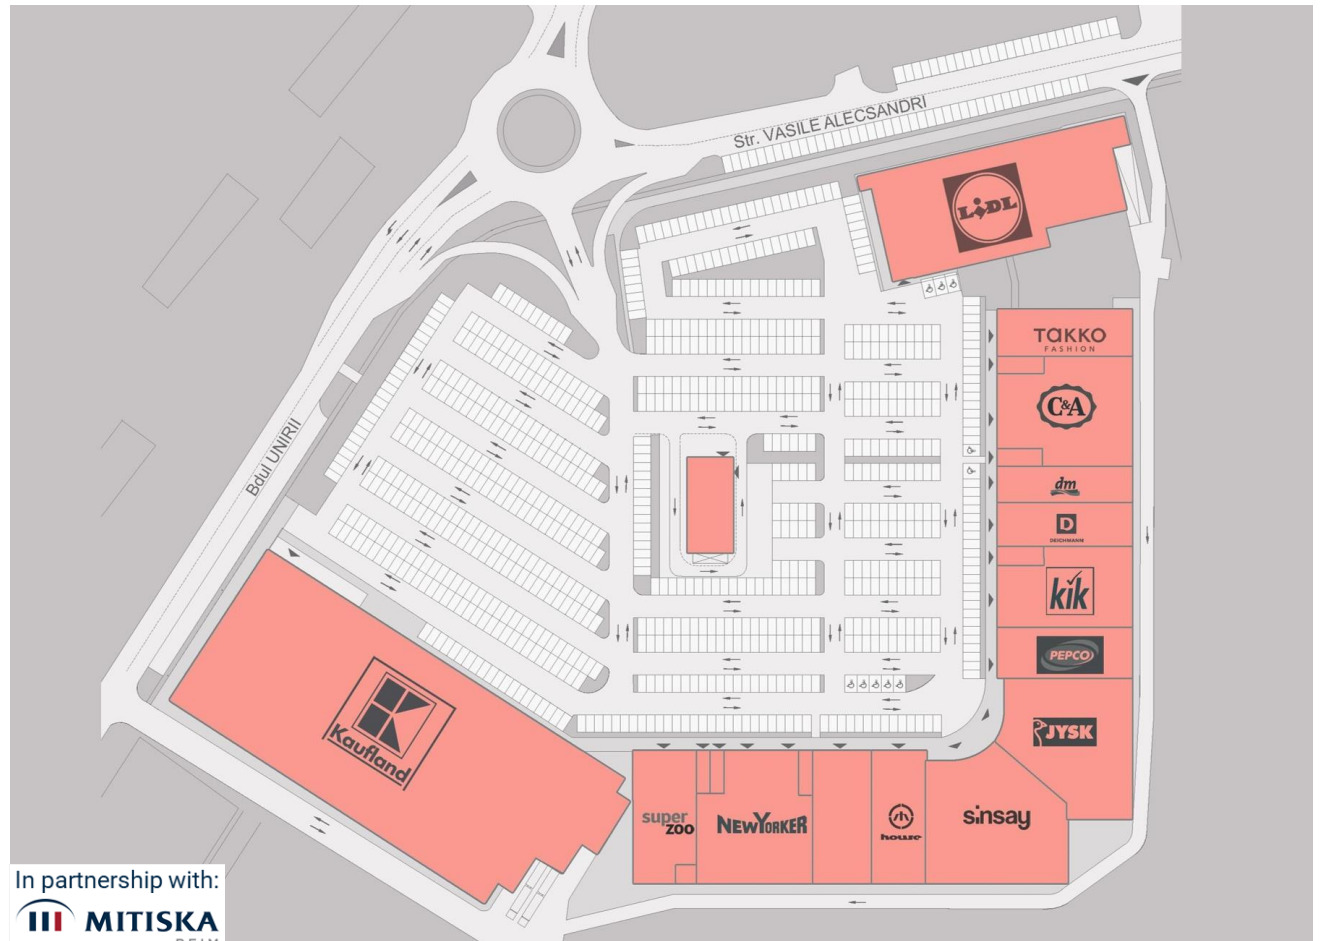 Str. VASILE ALECSANDRI
LiDL
TAKKO
FASHION
C&A
Bdul UNIRII
dm
D
DEICHMANN
kik
PEPCO
JYSK
Kaufland
super
zoo
NEWYORKER
house
sinsay
In partnership with:
MITISKA